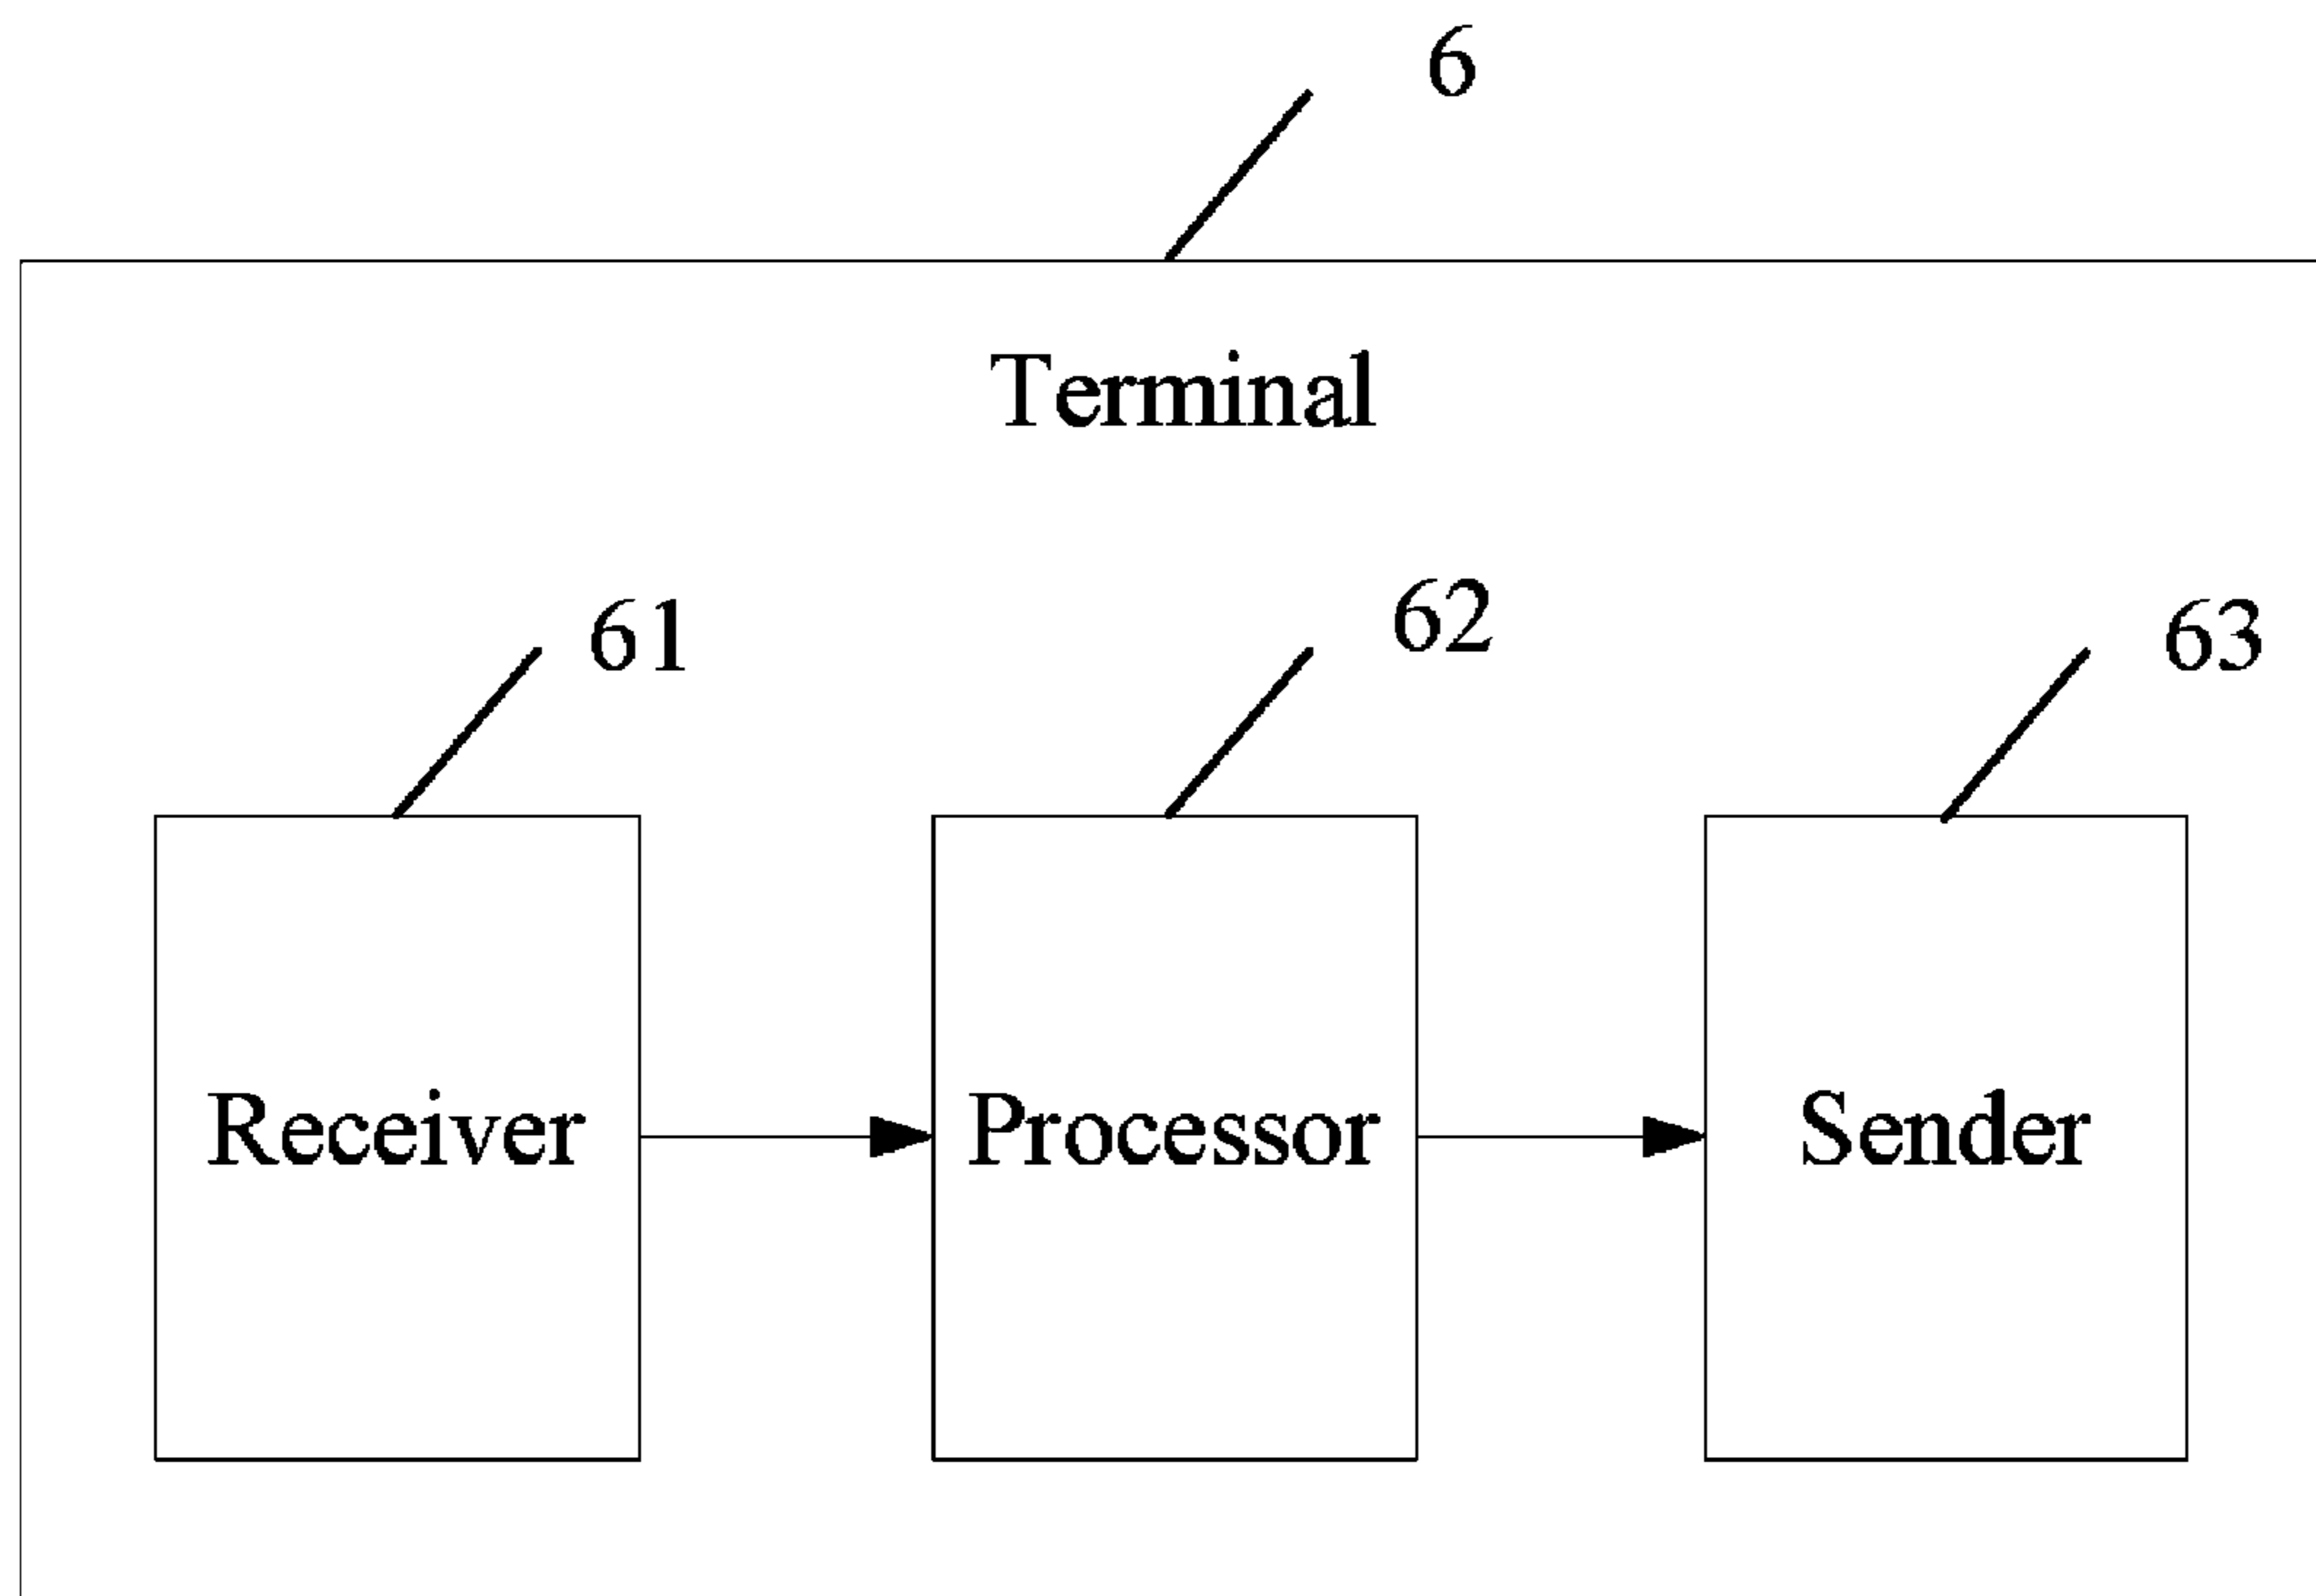 6
Terminal
61
62
63
Receiver
Processor
Sender